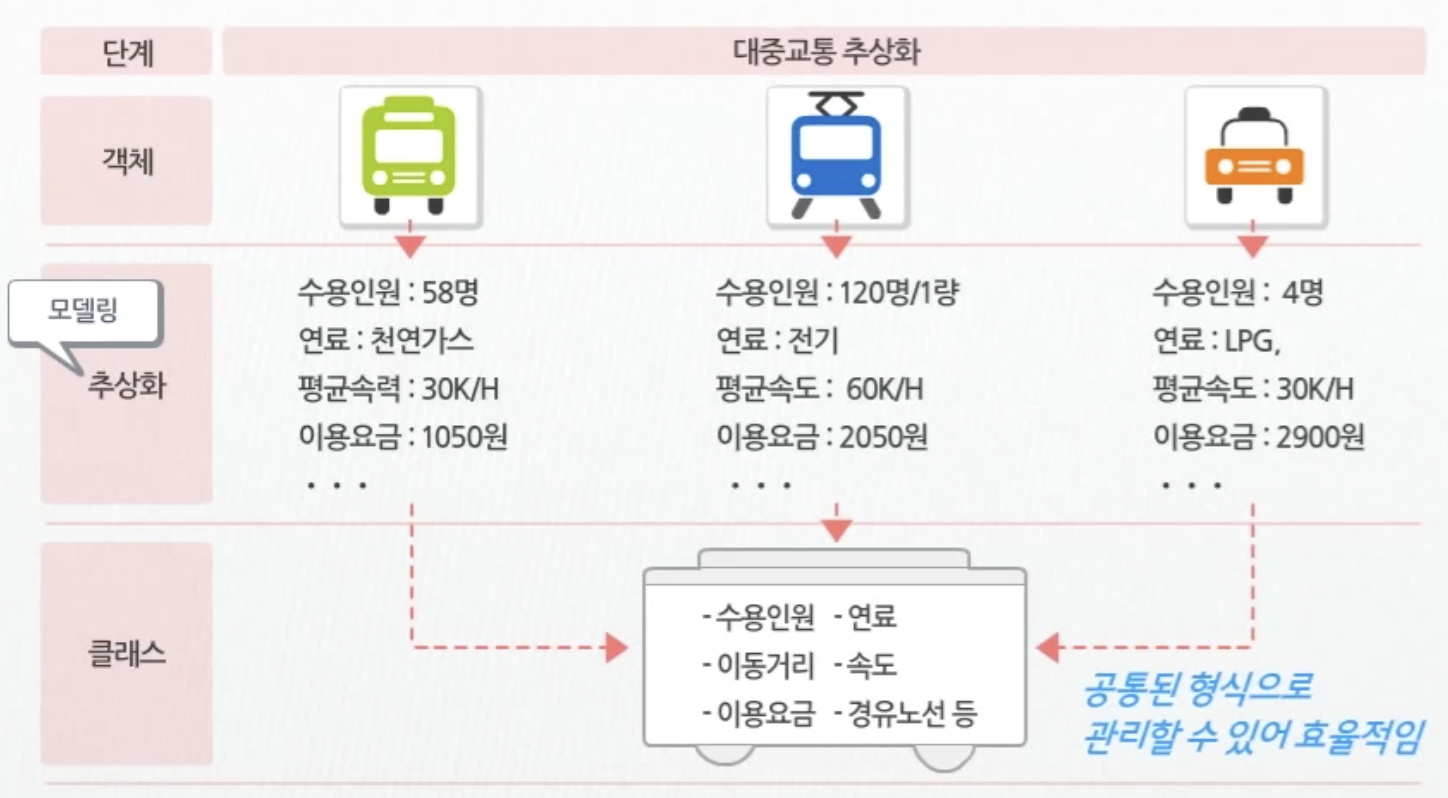 단계
대중교통 추상화
객체
모델링
추상화
수용인원 : 58명
연료 : 천연가스
평균속력 : 30K/H
이용요금 : 1050원
· · ·
수용인원 : 120명/1량
연료 : 전기
평균속도 : 60K/H
이용요금 : 2050원
· · ·
수용인원 : 4명
연료 : LPG,
평균속도 : 30K/H
이용요금 : 2900원
· · ·
클래스
- 수용인원 - 연료
- 이동거리 - 속도
- 이용요금 - 경유노선 등
공통된 형식으로
관리할 수 있어 효율적임